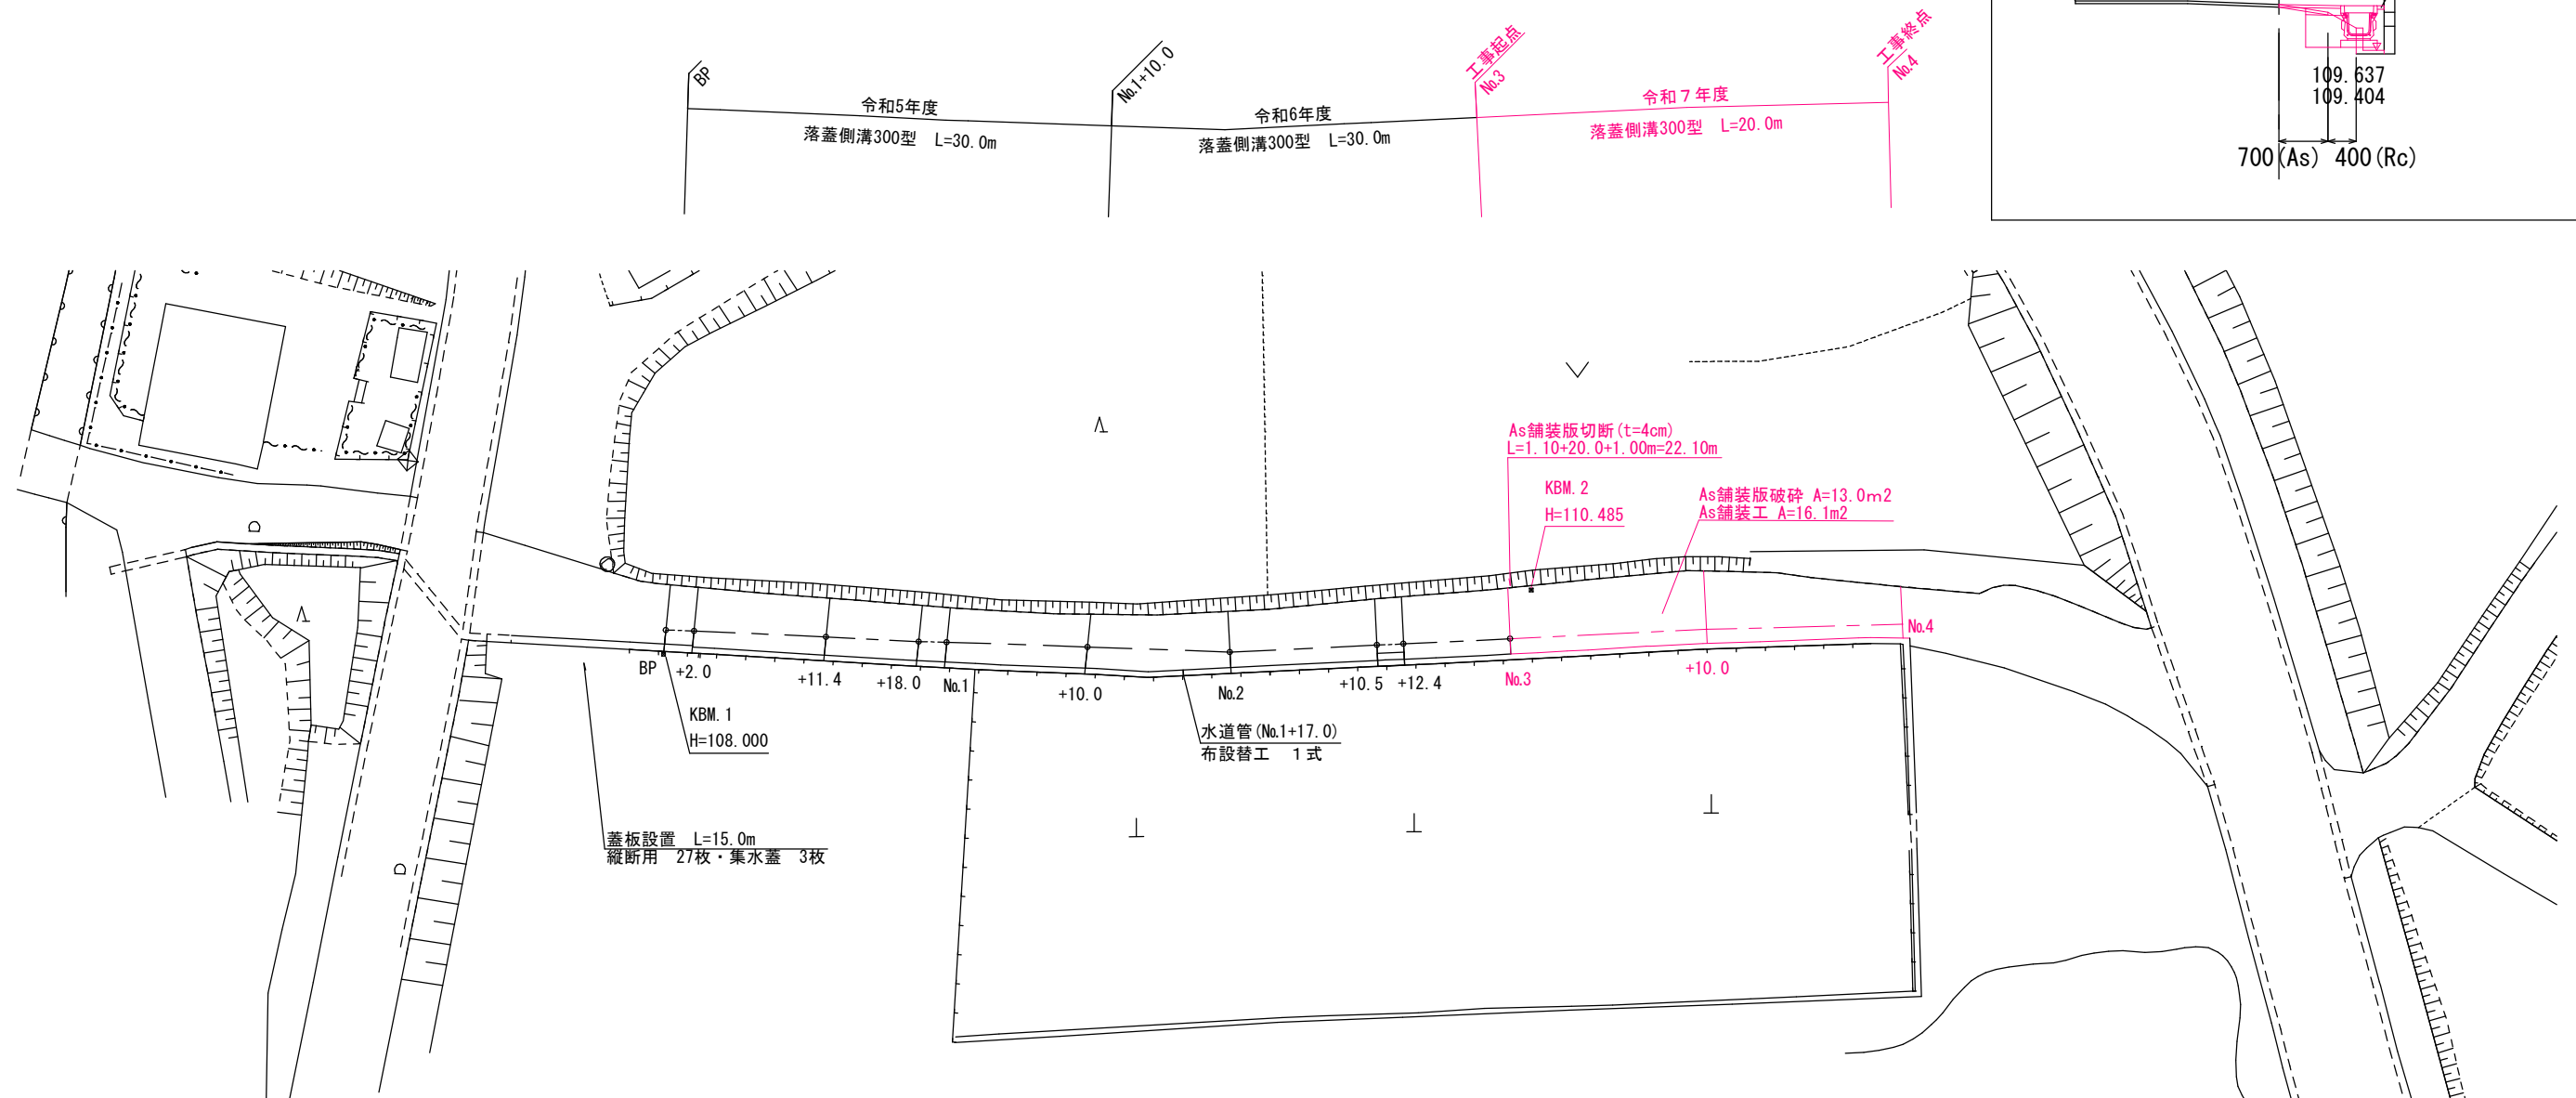 BP
令和5年度
落蓋側溝300型　L=30.0m
No.1+10.0
令和6年度
落蓋側溝300型　L=30.0m
工事起点
No.3
令和７年度
落蓋側溝300型　L=20.0m
工事終点
No.4
109.637
109.404
700(As)
400(Rc)
As舗装版切断(t=4cm)
L=1.10+20.0+1.00m=22.10m
KBM.2
H=110.485
As舗装版破砕 A=13.0m2
As舗装工 A=16.1m2
BP
+2.0
+11.4
+18.0
No.1
+10.0
No.2
+10.5
+12.4
No.3
+10.0
No.4
KBM.1
H=108.000
水道管(No.1+17.0)
布設替工　１式
蓋板設置　L=15.0m
縦断用　27枚・集水蓋　3枚